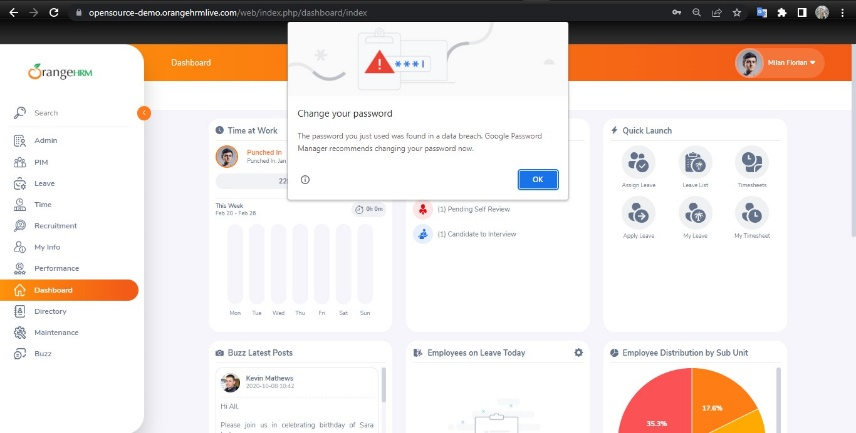 opensource-demo.orangehrmlive.com/web/index.php/dashboard/index
OrangeHRM
Dashboard
Milan Florian
Change your password
The password you just used was found in a data breach. Google Password
Manager recommends changing your password now.
OK
Search
Admin
PIM
Leave
Time
Recruitment
My Info
Performance
Dashboard
Directory
Maintenance
Buzz
Time at Work
Punched In
Punched In: Jan
This Week
Feb 20 - Feb 26
0h 0m
Mon Tue Wed Thu Fri Sat Sun
(1) Pending Self Review
(1) Candidate to Interview
Quick Launch
Assign Leave
Leave List
Timesheets
Apply Leave
My Leave
My Timesheet
Buzz Latest Posts
Kevin Mathews
2020-10-08 10:42
Hi All,
Please join us in celebrating birthday of Sara
Employees on Leave Today
Employee Distribution by Sub Unit
35.3%
17.6%